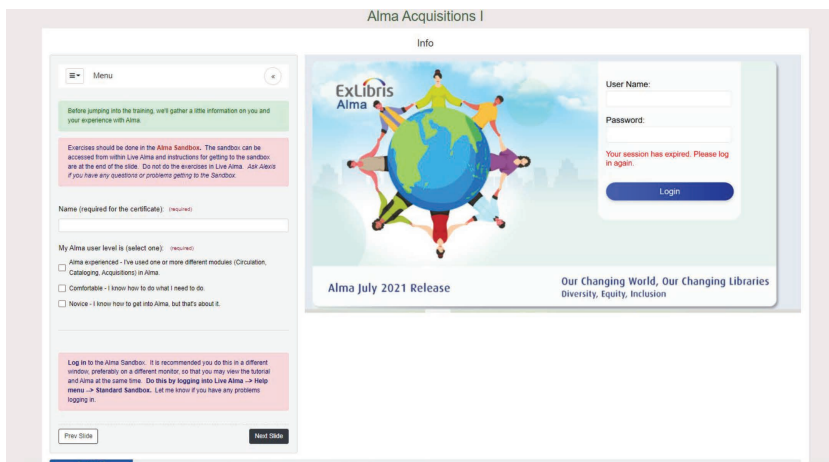 Alma Acquisitions I
Info
Menu
Before jumping into the training, we'll gather a little information on you and
your experience with Alma.
Exercises should be done in the Alma Sandbox. The sandbox can be
accessed from within Live Alma and instructions for getting to the sandbox
are at the end of the slide. Do not do the exercises in Live Alma. Ask Alexis
if you have any questions or problems getting to the Sandbox.
Name (required for the certificate): (required)
My Alma user level is (select one): (required)
Alma experienced - I've used one or more different modules (Circulation,
Cataloging, Acquisitions) in Alma.
Comfortable - I know how to do what I need to do.
Novice - I know how to get into Alma, but that's about it.
Log in to the Alma Sandbox. It is recommended you do this in a different
window, preferably on a different monitor, so that you may view the tutorial
and Alma at the same time. Do this by logging into Live Alma --> Help
menu --> Standard Sandbox. Let me know if you have any problems
logging in.
Prev Slide
Next Slide
ExLibris
Alma
User Name:
Password:
Your session has expired. Please log
in again.
Login
Alma July 2021 Release
Our Changing World, Our Changing Libraries
Diversity, Equity, Inclusion